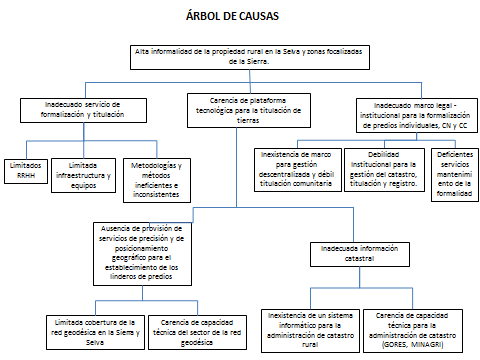 ÁRBOL DE CAUSAS
Alta informalidad de la propiedad rural en la Selva y zonas focalizadas
de la Sierra.
Inadecuado servicio de
formalización y titulación
Carencia de plataforma
tecnológica para la titulación de
tierras
Inadecuado marco legal -
institucional para la formalización
de predios individuales, CN y CC
Limitados
RRHH
Limitada
infraestructura y
equipos
Metodologías y
métodos
ineficientes e
inconsistentes
Inexistencia de marco
para gestión
descentralizada y débil
titulación comunitaria
Debilidad
Institucional para la
gestión del catastro,
titulación y registro.
Deficientes
servicios
mantenimi
ento de la
formalidad
Ausencia de provisión de
servicios de precisión y de
posicionamiento
geográfico para el
establecimiento de los
linderos de predios
Inadecuada información
catastral
Limitada cobertura de la
red geodésica en la Sierra y
Selva
Carencia de capacidad
técnica del sector de la red
geodésica
Inexistencia de un sistema
informático para la
administración de catastro
rural
Carencia de capacidad
técnica para la
administración de catastro
(GORES, MINAGRI)